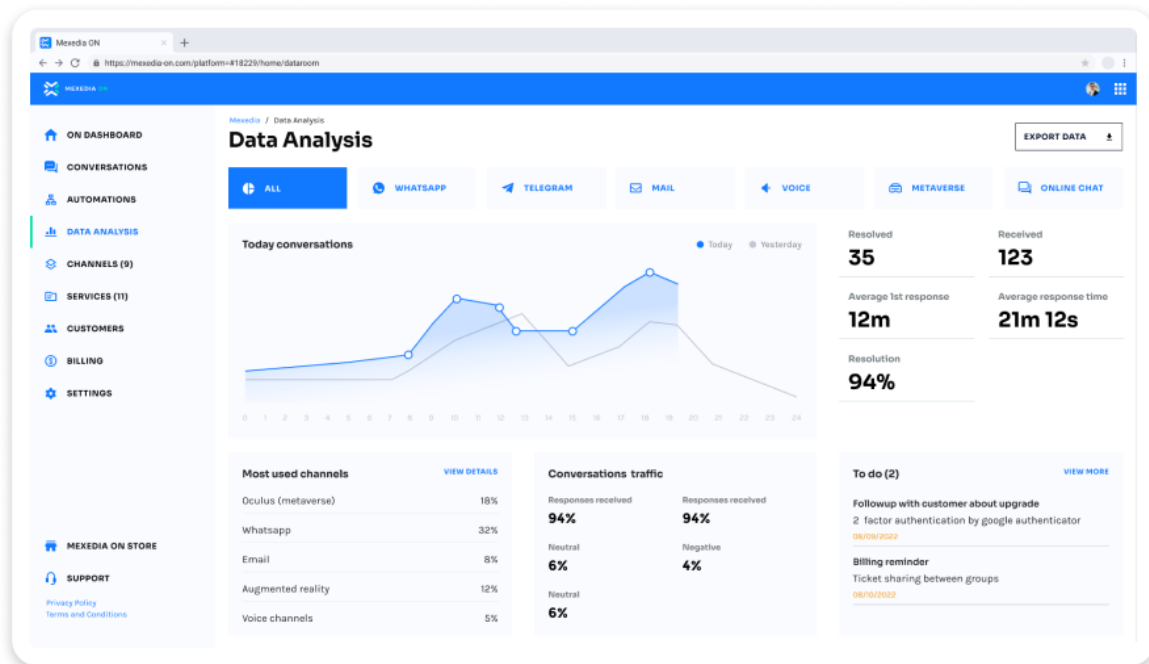 Mexedia ON
https://mexedia-on.com/platform=#18229/home/dataroom
MEXEDIA ON
ON DASHBOARD
CONVERSATIONS
AUTOMATIONS
DATA ANALYSIS
CHANNELS (9)
SERVICES (11)
CUSTOMERS
BILLING
SETTINGS
MEXEDIA ON STORE
SUPPORT
Privacy Policy
Terms and Conditions
Mexedia / Data Analysis
Data Analysis
EXPORT DATA
ALL
WHATSAPP
TELEGRAM
MAIL
VOICE
METAVERSE
ONLINE CHAT
Today conversations
Today Yesterday
0 1 2 3 4 5 6 7 8 9 10 11 12 13 14 15 16 17 18 19 20 21 22 23 24
Resolved
35
Received
123
Average 1st response
12m
Average response time
21m 12s
Resolution
94%
Most used channels
VIEW DETAILS
Oculus (metaverse) 18%
Whatsapp 32%
Email 8%
Augmented reality 12%
Voice channels 5%
Conversations traffic
Responses received
94%
Responses received
94%
Neutral
6%
Negative
4%
Neutral
6%
To do (2)
VIEW MORE
Followup with customer about upgrade
2 factor authentication by google authenticator
08/09/2022
Billing reminder
Ticket sharing between groups
08/10/2022